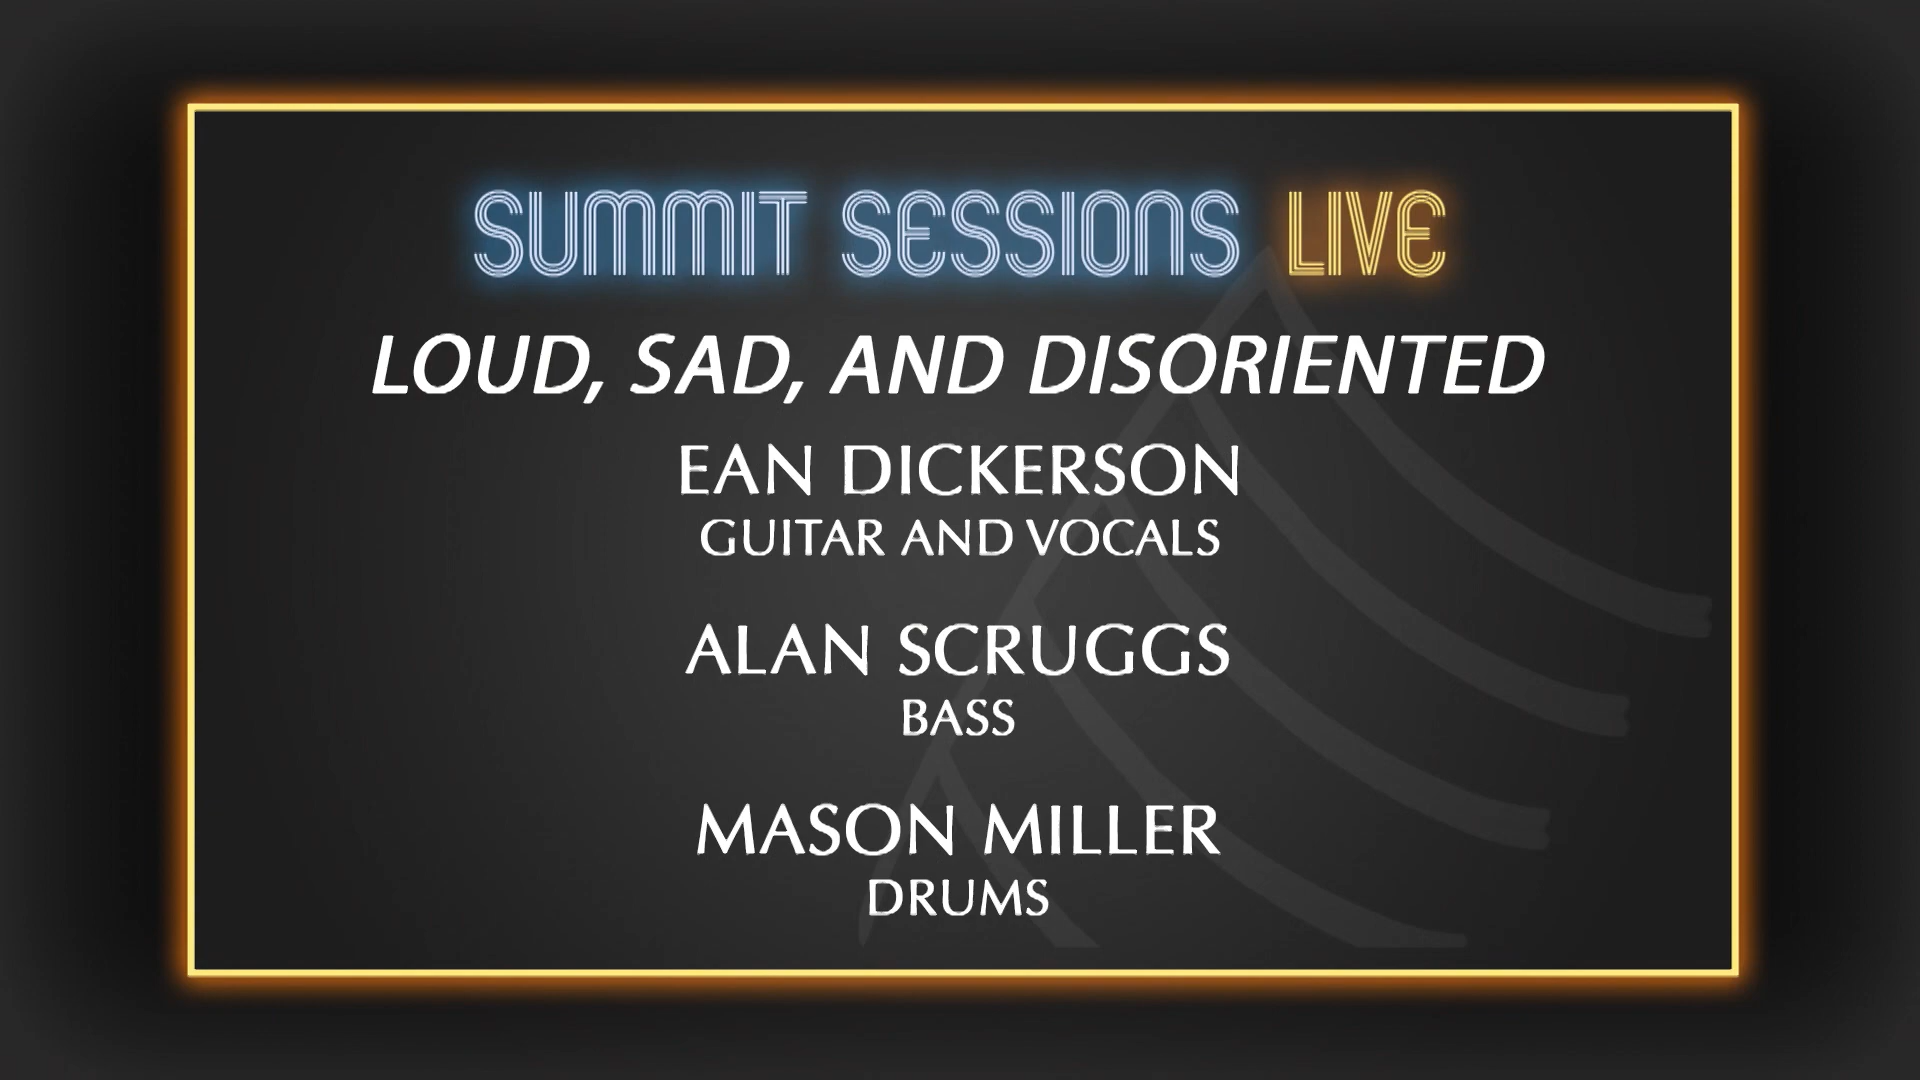 SUMMIT SESSIONS LIVE
LOUD, SAD, AND DISORIENTED
EAN DICKERSON
GUITAR AND VOCALS
ALAN SCRUGGS
BASS
MASON MILLER
DRUMS